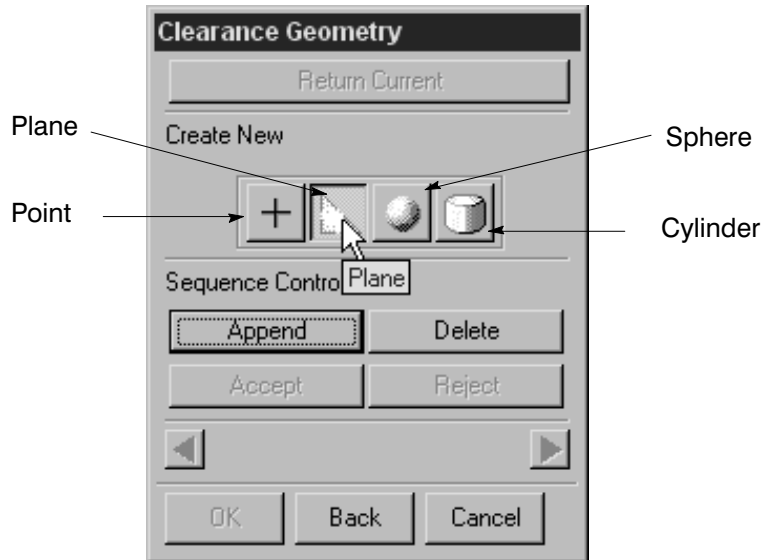 Clearance Geometry
Return Current
Plane
Create New
Sphere
Point
Cylinder
Plane
Sequence Contro
Append Delete
Accept Reject
OK Back Cancel